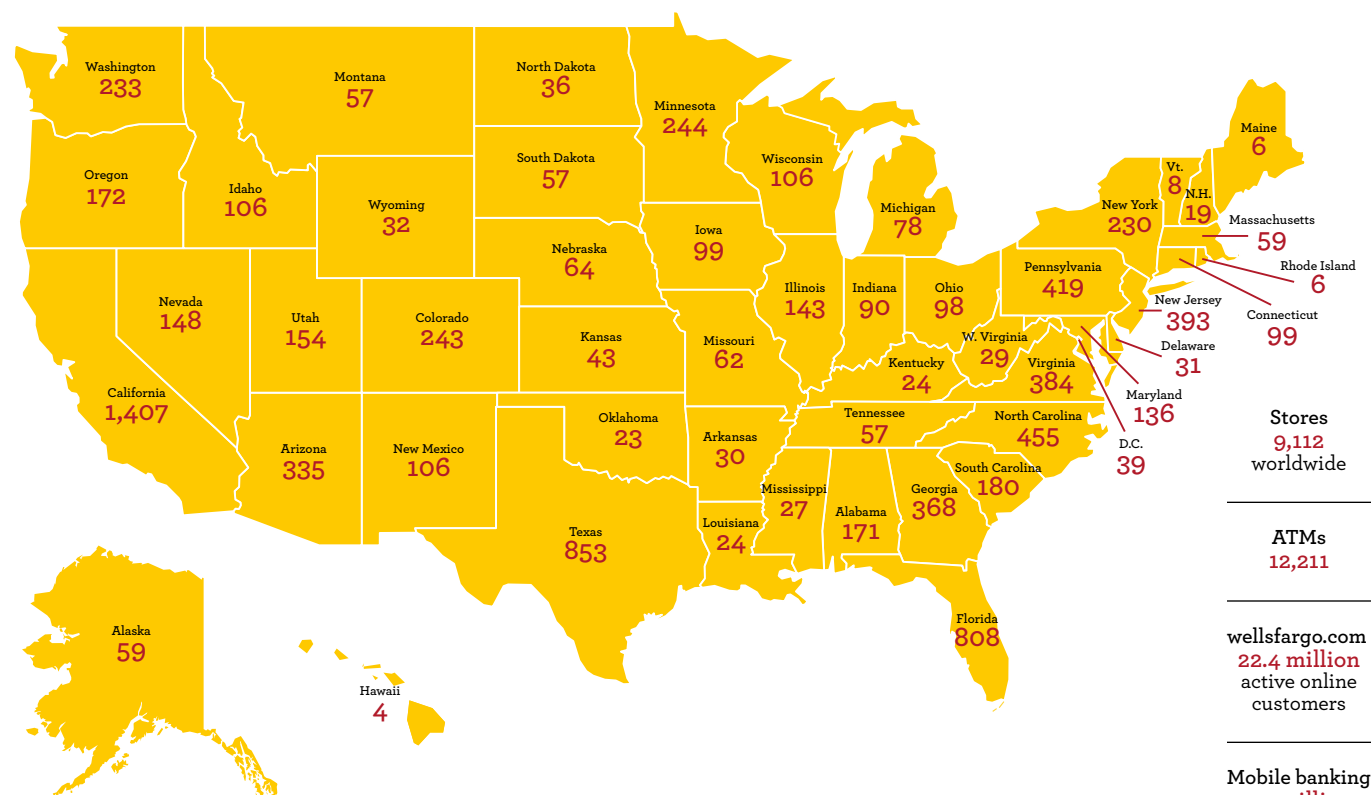 Washington
233
Montana
57
North Dakota
36
Minnesota
244
Maine
6
Oregon
172
Idaho
106
Wyoming
32
South Dakota
57
Wisconsin
106
Michigan
78
New York
230
Vt.
8
N.H.
19
Massachusetts
59
Rhode Island
6
Connecticut
99
Nebraska
64
Iowa
99
Illinois
143
Indiana
90
Ohio
98
Pennsylvania
419
New Jersey
393
Delaware
31
Maryland
136
D.C.
39
Nevada
148
Utah
154
Colorado
243
Kansas
43
Missouri
62
Kentucky
24
W. Virginia
29
Virginia
384
California
1,407
Arizona
335
New Mexico
106
Oklahoma
23
Arkansas
30
Tennessee
57
North Carolina
455
South Carolina
180
Texas
853
Louisiana
24
Mississippi
27
Alabama
171
Georgia
368
Florida
808
Alaska
59
Hawaii
4
Stores
9,112
worldwide
ATMs
12,211
wellsfargo.com
22.4 million
active online
customers
Mobile banking